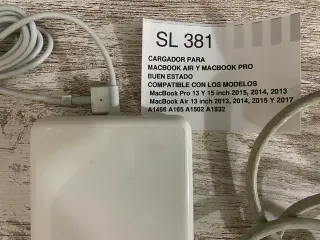 SL 381
CARGADOR PARA
MACBOOK AIR Y MACBOOK PRO
BUEN ESTADO
COMPATIBLE CON LOS MODELOS
MacBook Pro 13 Y 15 inch 2015, 2014, 2013
MacBook Air 13 inch 2013, 2014, 2015 Y 2017
A1466 A165 A1502 A1932